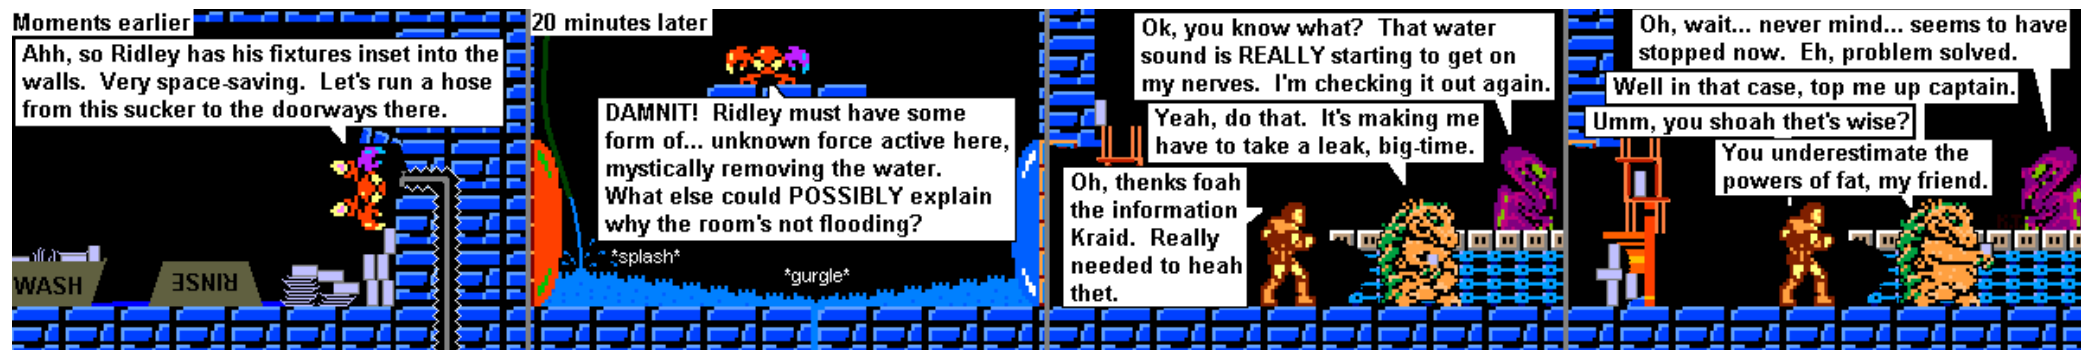 Moments earlier
Ahh, so Ridley has his fixtures inset into the
walls. Very space-saving. Let's run a hose
from this sucker to the doorways there.
WASH
RINSE
20 minutes later
DAMNIT! Ridley must have some
form of... unknown force active here,
mystically removing the water.
What else could POSSIBLY explain
why the room's not flooding?
*splash*
*gurgle*
Ok, you know what? That water
sound is REALLY starting to get on
my nerves. I'm checking it out again.
Yeah, do that. It's making me
have to take a leak, big-time.
Oh, thenks foah
the information
Kraid. Really
needed to heah
thet.
Oh, wait... never mind... seems to have
stopped now. Eh, problem solved.
Well in that case, top me up captain.
Umm, you shoah thet's wise?
You underestimate the
powers of fat, my friend.